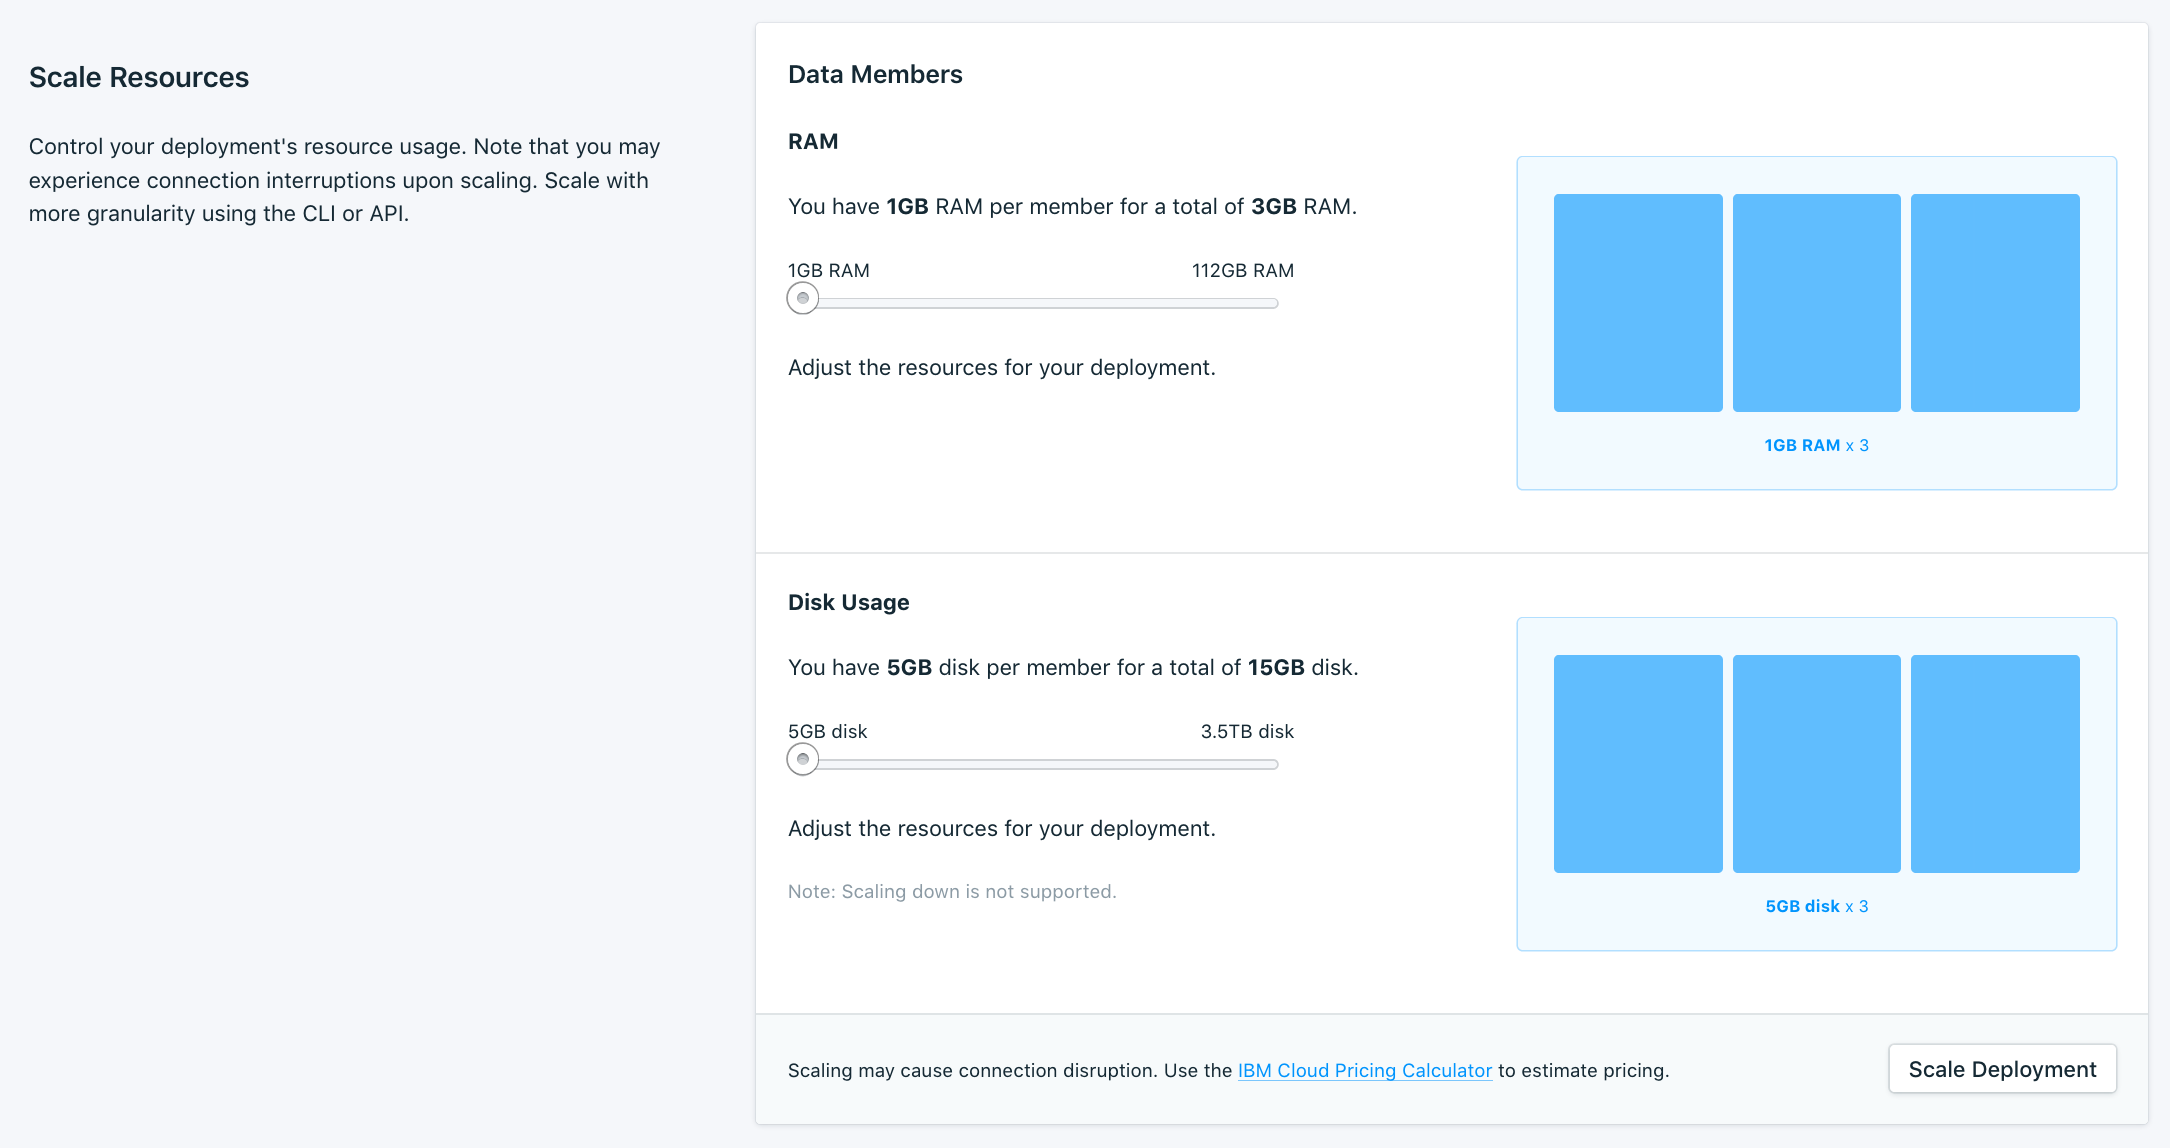 Scale Resources
Control your deployment's resource usage. Note that you may
experience connection interruptions upon scaling. Scale with
more granularity using the CLI or API.
Data Members
RAM
You have 1GB RAM per member for a total of 3GB RAM.
1GB RAM
112GB RAM
Adjust the resources for your deployment.
1GB RAM x 3
Disk Usage
You have 5GB disk per member for a total of 15GB disk.
5GB disk
3.5TB disk
Adjust the resources for your deployment.
Note: Scaling down is not supported.
5GB disk x 3
Scaling may cause connection disruption. Use the IBM Cloud Pricing Calculator to estimate pricing.
Scale Deployment